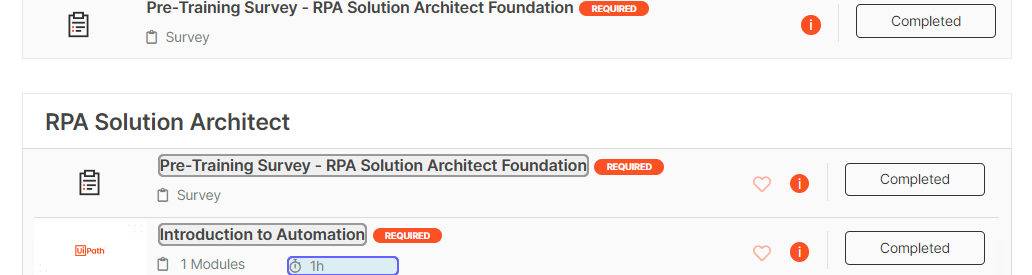 Pre-Training Survey - RPA Solution Architect Foundation REQUIRED
Survey
i
Completed
RPA Solution Architect
Pre-Training Survey - RPA Solution Architect Foundation REQUIRED
Survey
i
Completed
UiPath
Introduction to Automation REQUIRED
1 Modules 1h
i
Completed